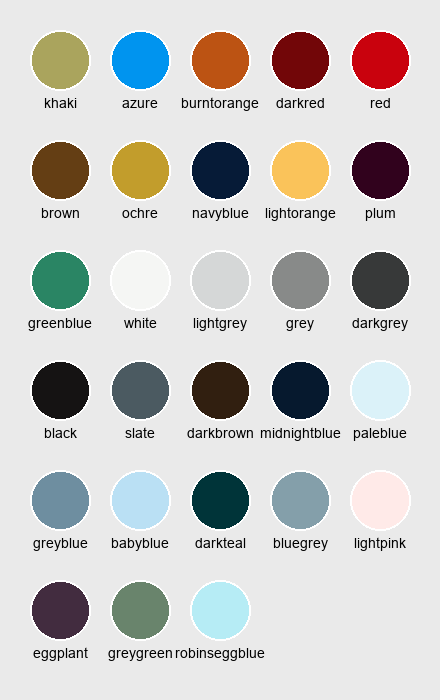 khaki azure burntorange darkred red
brown ochre navyblue lightorange plum
greenblue white lightgrey grey darkgrey
black slate darkbrown midnightblue paleblue
greyblue babyblue darkteal bluegrey lightpink
eggplant greygreen robinseggblue